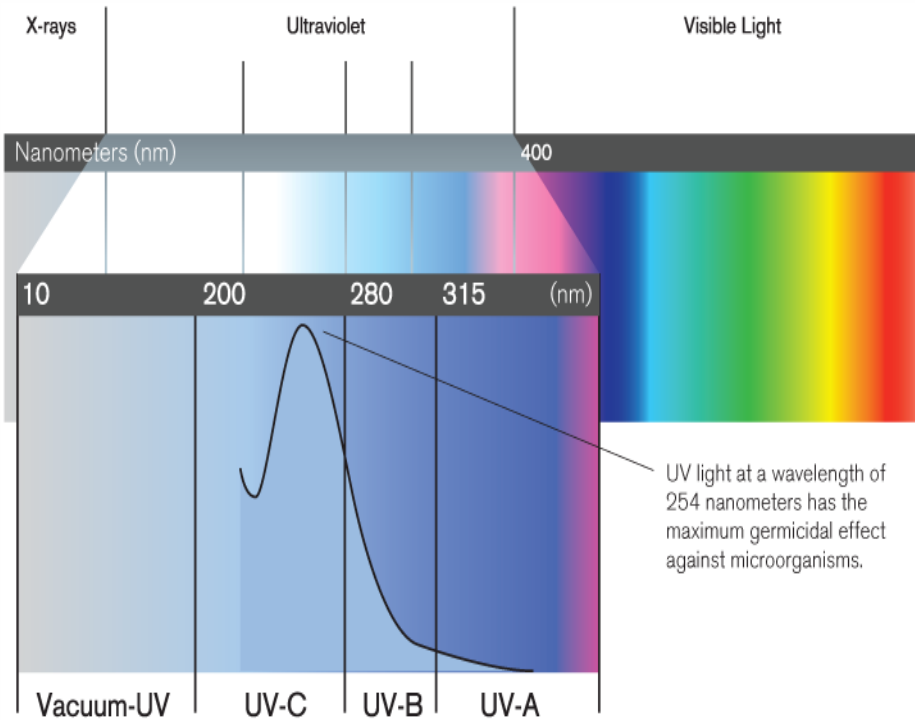 X-rays
Ultraviolet
Visible Light
Nanometers (nm)
400
10
200
280
315
(nm)
UV light at a wavelength of
254 nanometers has the
maximum germicidal effect
against microorganisms.
Vacuum-UV
UV-C
UV-B
UV-A